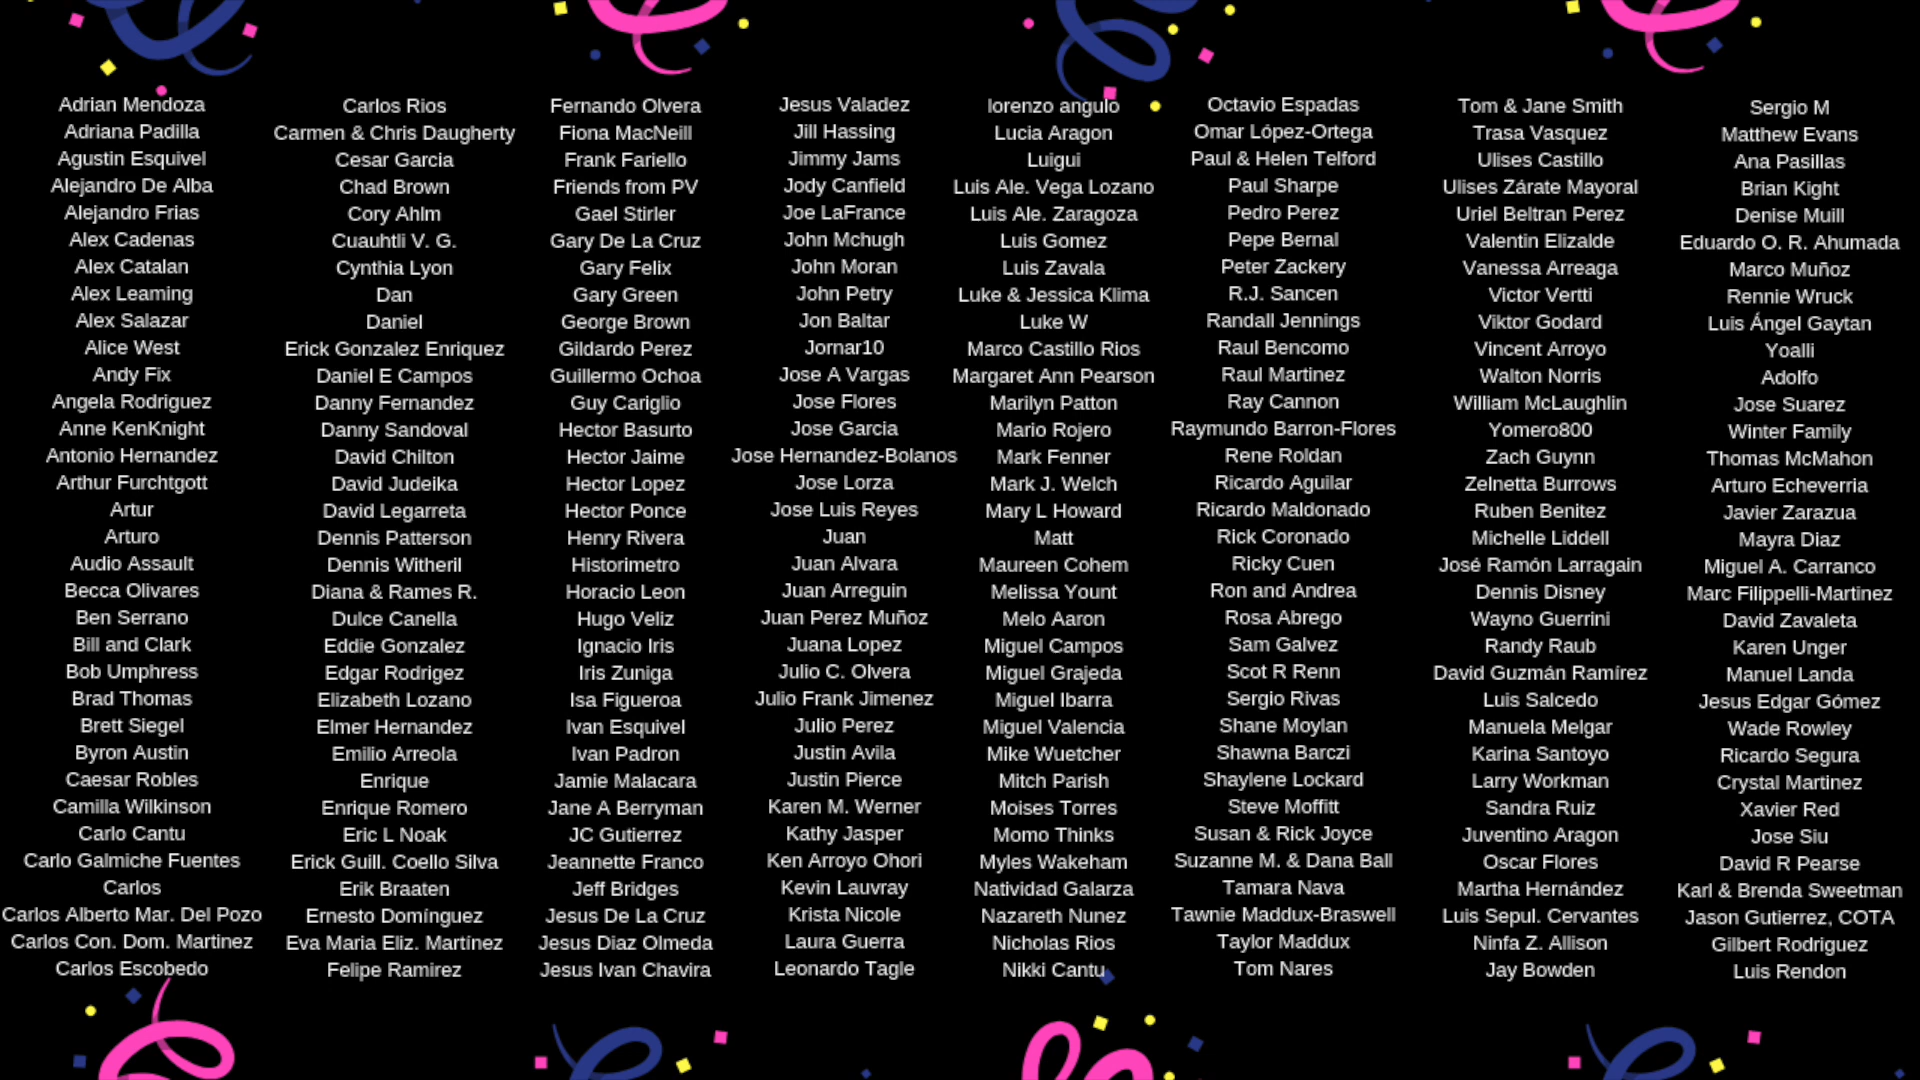 Adrian Mendoza
Adriana Padilla
Agustin Esquivel
Alejandro De Alba
Alejandro Frias
Alex Cadenas
Alex Catalan
Alex Leaming
Alex Salazar
Alice West
Andy Fix
Angela Rodriguez
Anne KenKnight
Antonio Hernandez
Arthur Furchtgott
Artur
Arturo
Audio Assault
Becca Olivares
Ben Serrano
Bill and Clark
Bob Umphress
Brad Thomas
Brett Siegel
Byron Austin
Caesar Robles
Camilla Wilkinson
Carlo Cantu
Carlo Galmiche Fuentes
Carlos
Carlos Alberto Mar. Del Pozo
Carlos Con. Dom. Martinez
Carlos Escobedo
Carlos Rios
Carmen & Chris Daugherty
Cesar Garcia
Chad Brown
Cory Ahlm
Cuauhtli V. G.
Cynthia Lyon
Dan
Daniel
Erick Gonzalez Enriquez
Daniel E Campos
Danny Fernandez
Danny Sandoval
David Chilton
David Judeika
David Legarreta
Dennis Patterson
Dennis Witheril
Diana & Rames R.
Dulce Canella
Eddie Gonzalez
Edgar Rodrigez
Elizabeth Lozano
Elmer Hernandez
Emilio Arreola
Enrique
Enrique Romero
Eric L Noak
Erick Guill. Coello Silva
Erik Braaten
Ernesto Domínguez
Eva Maria Eliz. Martínez
Felipe Ramirez
Fernando Olvera
Fiona MacNeill
Frank Fariello
Friends from PV
Gael Stirler
Gary De La Cruz
Gary Felix
Gary Green
George Brown
Gildardo Perez
Guillermo Ochoa
Guy Cariglio
Hector Basurto
Hector Jaime
Hector Lopez
Hector Ponce
Henry Rivera
Historimetro
Horacio Leon
Hugo Veliz
Ignacio Iris
Iris Zuniga
Isa Figueroa
Ivan Esquivel
Ivan Padron
Jamie Malacara
Jane A Berryman
JC Gutierrez
Jeannette Franco
Jeff Bridges
Jesus De La Cruz
Jesus Diaz Olmeda
Jesus Ivan Chavira
Jesus Valadez
Jill Hassing
Jimmy Jams
Jody Canfield
Joe LaFrance
John Mchugh
John Moran
John Petry
Jon Baltar
Jornar10
Jose A Vargas
Jose Flores
Jose Garcia
Jose Hernandez-Bolanos
Jose Lorza
Jose Luis Reyes
Juan
Juan Alvara
Juan Arreguin
Juan Perez Muñoz
Juana Lopez
Julio C. Olvera
Julio Frank Jimenez
Julio Perez
Justin Avila
Justin Pierce
Karen M. Werner
Kathy Jasper
Ken Arroyo Ohori
Kevin Lauvray
Krista Nicole
Laura Guerra
Leonardo Tagle
lorenzo angulo
Lucia Aragon
Luigui
Luis Ale. Vega Lozano
Luis Ale. Zaragoza
Luis Gomez
Luis Zavala
Luke & Jessica Klima
Luke W
Marco Castillo Rios
Margaret Ann Pearson
Marilyn Patton
Mario Rojero
Mark Fenner
Mark J. Welch
Mary L Howard
Matt
Maureen Cohem
Melissa Yount
Melo Aaron
Miguel Campos
Miguel Grajeda
Miguel Ibarra
Miguel Valencia
Mike Wuetcher
Mitch Parish
Moises Torres
Momo Thinks
Myles Wakeham
Natividad Galarza
Nazareth Nunez
Nicholas Rios
Nikki Cantu
Octavio Espadas
Omar López-Ortega
Paul & Helen Telford
Paul Sharpe
Pedro Perez
Pepe Bernal
Peter Zackery
R.J. Sancen
Randall Jennings
Raul Bencomo
Raul Martinez
Ray Cannon
Raymundo Barron-Flores
Rene Roldan
Ricardo Aguilar
Ricardo Maldonado
Rick Coronado
Ricky Cuen
Ron and Andrea
Rosa Abrego
Sam Galvez
Scot R Renn
Sergio Rivas
Shane Moylan
Shawna Barczi
Shaylene Lockard
Steve Moffitt
Susan & Rick Joyce
Suzanne M. & Dana Ball
Tamara Nava
Tawnie Maddux-Braswell
Taylor Maddux
Tom Nares
Tom & Jane Smith
Trasa Vasquez
Ulises Castillo
Ulises Zárate Mayoral
Uriel Beltran Perez
Valentin Elizalde
Vanessa Arreaga
Victor Vertti
Viktor Godard
Vincent Arroyo
Walton Norris
William McLaughlin
Yomero800
Zach Guynn
Zelnetta Burrows
Ruben Benitez
Michelle Liddell
José Ramón Larragain
Dennis Disney
Wayno Guerrini
Randy Raub
David Guzmán Ramírez
Luis Salcedo
Manuela Melgar
Karina Santoyo
Larry Workman
Sandra Ruiz
Juventino Aragon
Oscar Flores
Martha Hernández
Luis Sepul. Cervantes
Ninfa Z. Allison
Jay Bowden
Sergio M
Matthew Evans
Ana Pasillas
Brian Kight
Denise Muill
Eduardo O. R. Ahumada
Marco Muñoz
Rennie Wruck
Luis Ángel Gaytan
Yoalli
Adolfo
Jose Suarez
Winter Family
Thomas McMahon
Arturo Echeverria
Javier Zarazua
Mayra Diaz
Miguel A. Carranco
Marc Filippelli-Martinez
David Zavaleta
Karen Unger
Manuel Landa
Jesus Edgar Gómez
Wade Rowley
Ricardo Segura
Crystal Martinez
Xavier Red
Jose Siu
David R Pearse
Karl & Brenda Sweetman
Jason Gutierrez, COTA
Gilbert Rodriguez
Luis Rendon